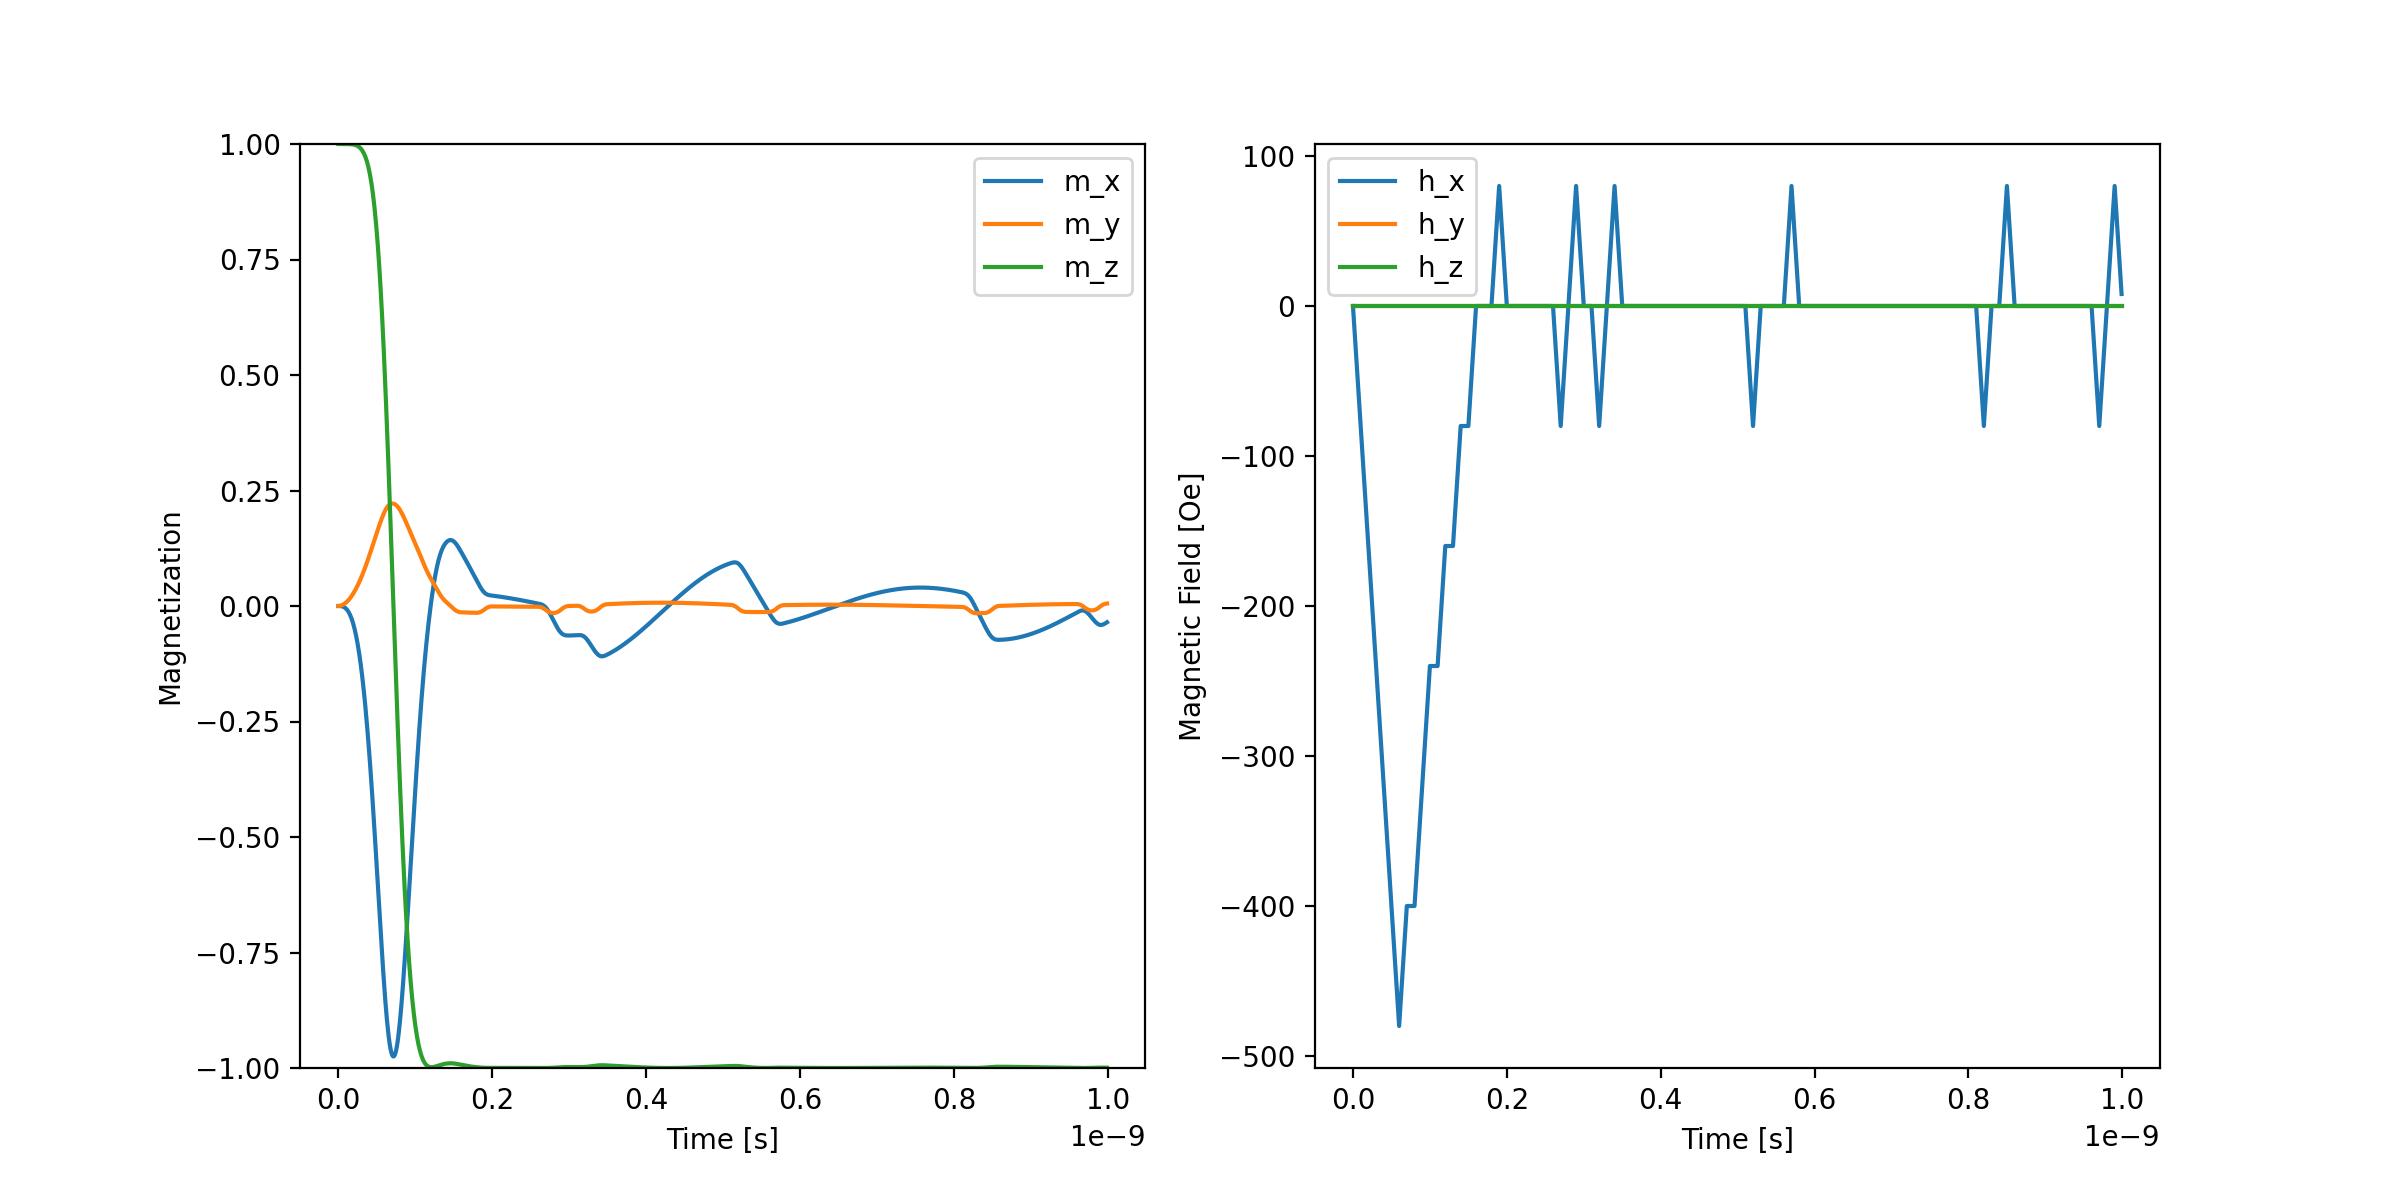 1.00
0.75
0.50
0.25
0.00
−0.25
−0.50
−0.75
−1.00
Magnetization
m_x
m_y
m_z
0.0 0.2 0.4 0.6 0.8 1.0
Time [s]
1e−9
100
0
−100
−200
−300
−400
−500
Magnetic Field [Oe]
h_x
h_y
h_z
0.0 0.2 0.4 0.6 0.8 1.0
Time [s]
1e−9